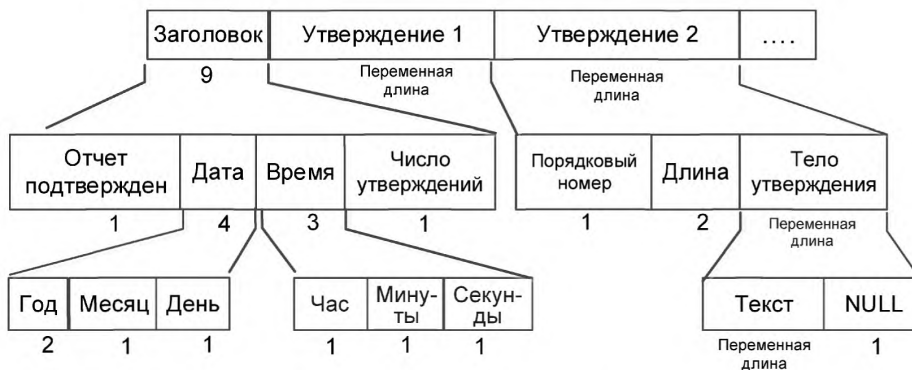 Заголовок Утверждение 1 Утверждение 2 ....
9 Переменная длина Переменная длина
Отчет подтвержден Дата Время Число утверждений Порядковый номер Длина Тело утверждения
1 4 3 1 1 2 Переменная длина
Год Месяц День Час Мину-ты Секун-ды Текст NULL
2 1 1 1 1 1 Переменная длина 1